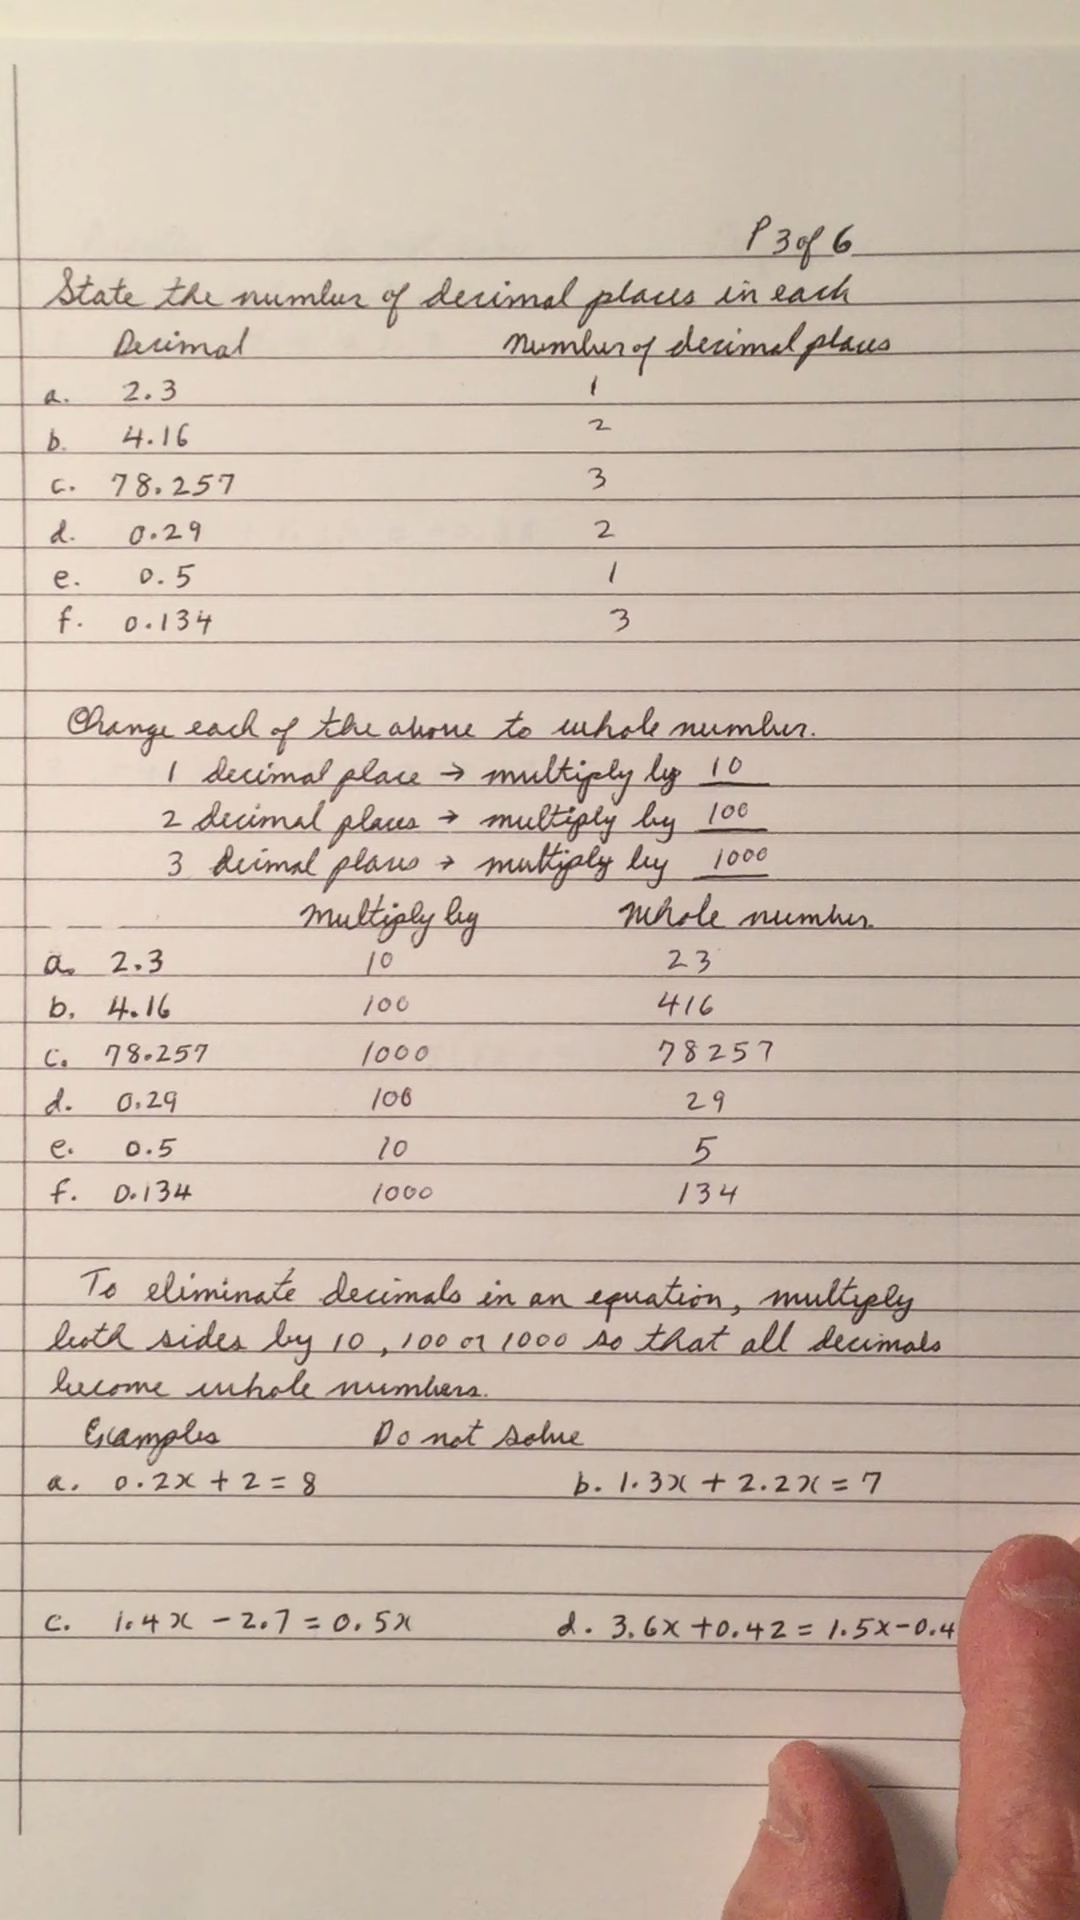 P 3 of 6
State the number of decimal places in each
Decimal Number of decimal places
a. 2.3 1
b. 4.16 2
c. 78.257 3
d. 0.29 2
e. 0.5 1
f. 0.134 3
Change each of the above to whole number.
1 decimal place → multiply by 10
2 decimal places → multiply by 100
3 decimal places → multiply by 1000
Multiply by Whole number
a. 2.3 10 23
b. 4.16 100 416
c. 78.257 1000 78257
d. 0.29 100 29
e. 0.5 10 5
f. 0.134 1000 134
To eliminate decimals in an equation, multiply
both sides by 10, 100 or 1000 so that all decimals
become whole numbers.
Examples Do not solve
a. 0.2x + 2 = 8 b. 1.3x + 2.2x = 7
c. 1.4x - 2.7 = 0.5x d. 3.6x + 0.42 = 1.5x - 0.4